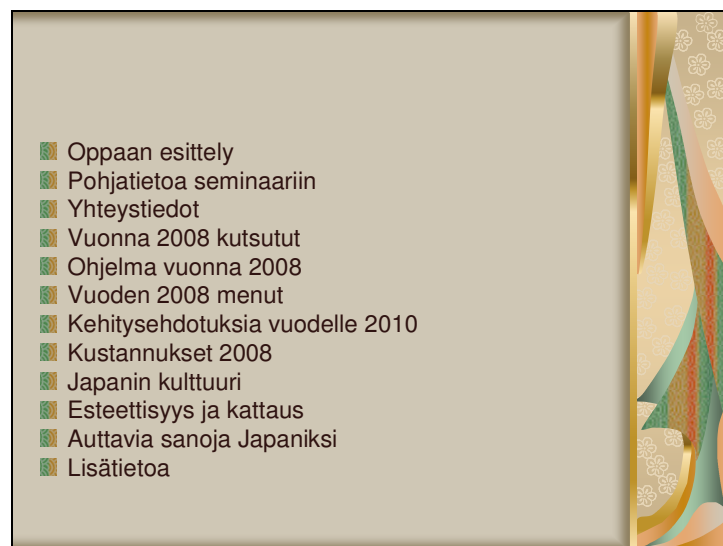 Oppaan esittely
Pohjatietoa seminaariin
Yhteystiedot
Vuonna 2008 kutsutut
Ohjelma vuonna 2008
Vuoden 2008 menut
Kehitysehdotuksia vuodelle 2010
Kustannukset 2008
Japanin kulttuuri
Esteettisyys ja kattaus
Auttavia sanoja Japaniksi
Lisätietoa